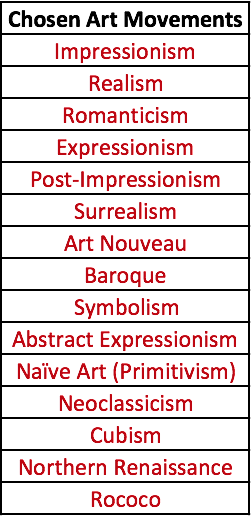 Chosen Art Movements
Impressionism
Realism
Romanticism
Expressionism
Post-Impressionism
Surrealism
Art Nouveau
Baroque
Symbolism
Abstract Expressionism
Naïve Art (Primitivism)
Neoclassicism
Cubism
Northern Renaissance
Rococo